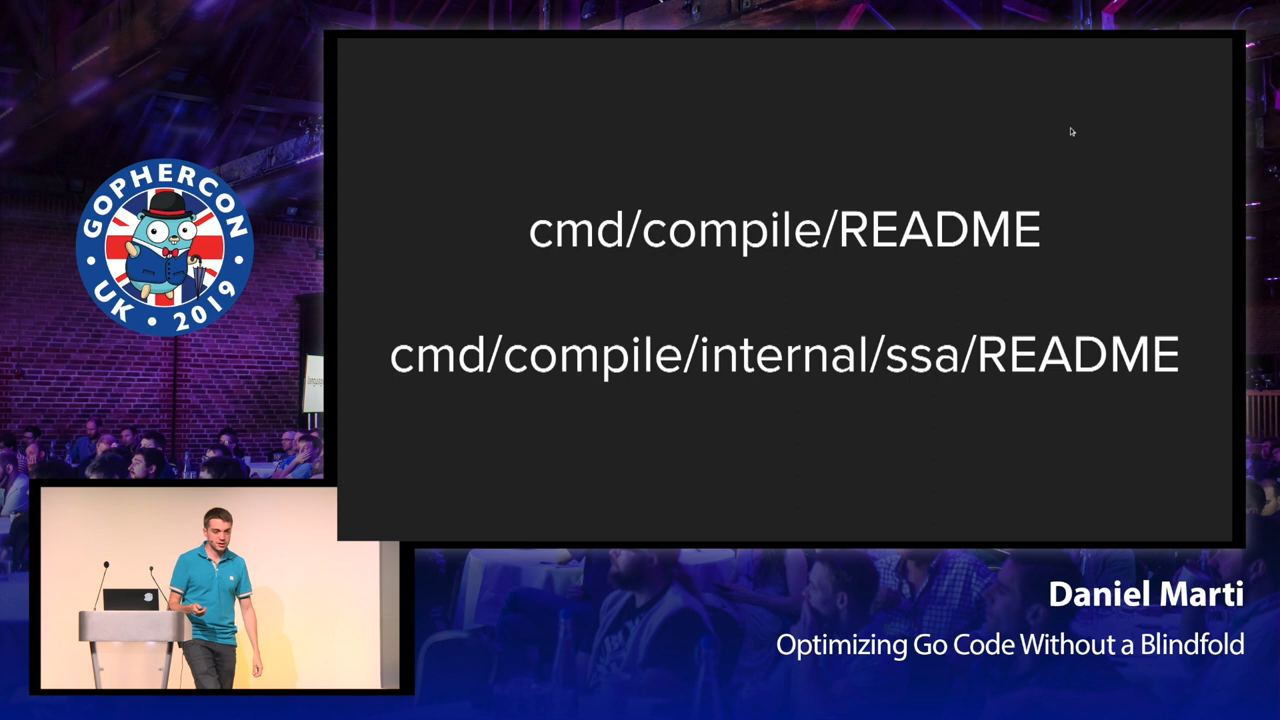 GOPHERCON
UK • 2019
cmd/compile/README
cmd/compile/internal/ssa/README
Daniel Marti
Optimizing Go Code Without a Blindfold